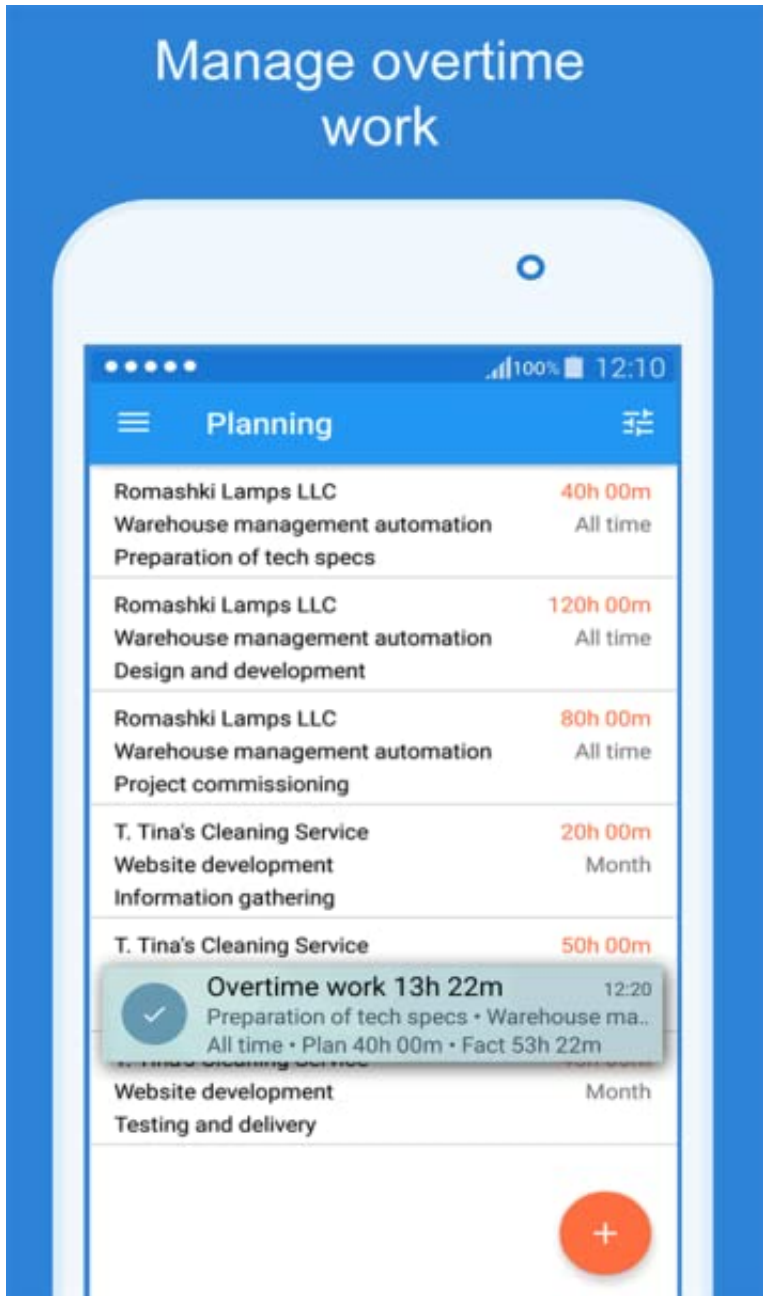 Manage overtime
work
100% 12:10
Planning
Romashki Lamps LLC 40h 00m
Warehouse management automation All time
Preparation of tech specs
Romashki Lamps LLC 120h 00m
Warehouse management automation All time
Design and development
Romashki Lamps LLC 80h 00m
Warehouse management automation All time
Project commissioning
T. Tina's Cleaning Service 20h 00m
Website development Month
Information gathering
T. Tina's Cleaning Service 50h 00m
Overtime work 13h 22m 12:20
Preparation of tech specs • Warehouse ma..
All time • Plan 40h 00m • Fact 53h 22m
T. Tina's Cleaning Service
Website development Month
Testing and delivery